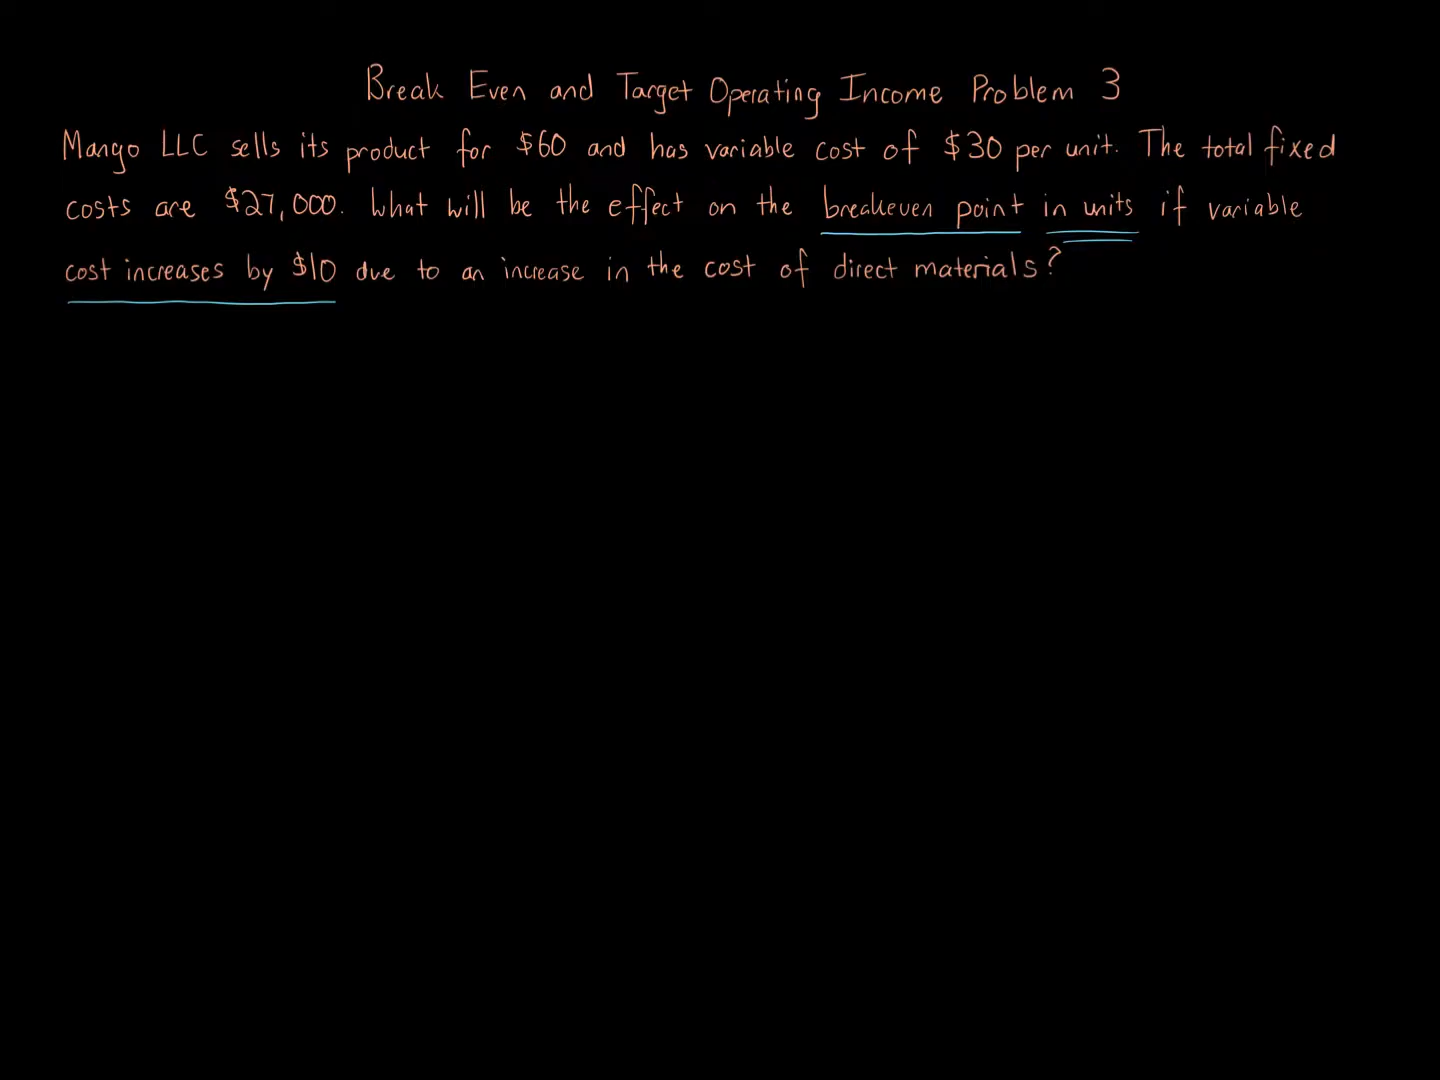 Break Even and Target Operating Income Problem 3
Mango LLC sells its product for $60 and has variable cost of $30 per unit. The total fixed
costs are $27,000. What will be the effect on the breakeven point in units if variable
cost increases by $10 due to an increase in the cost of direct materials?